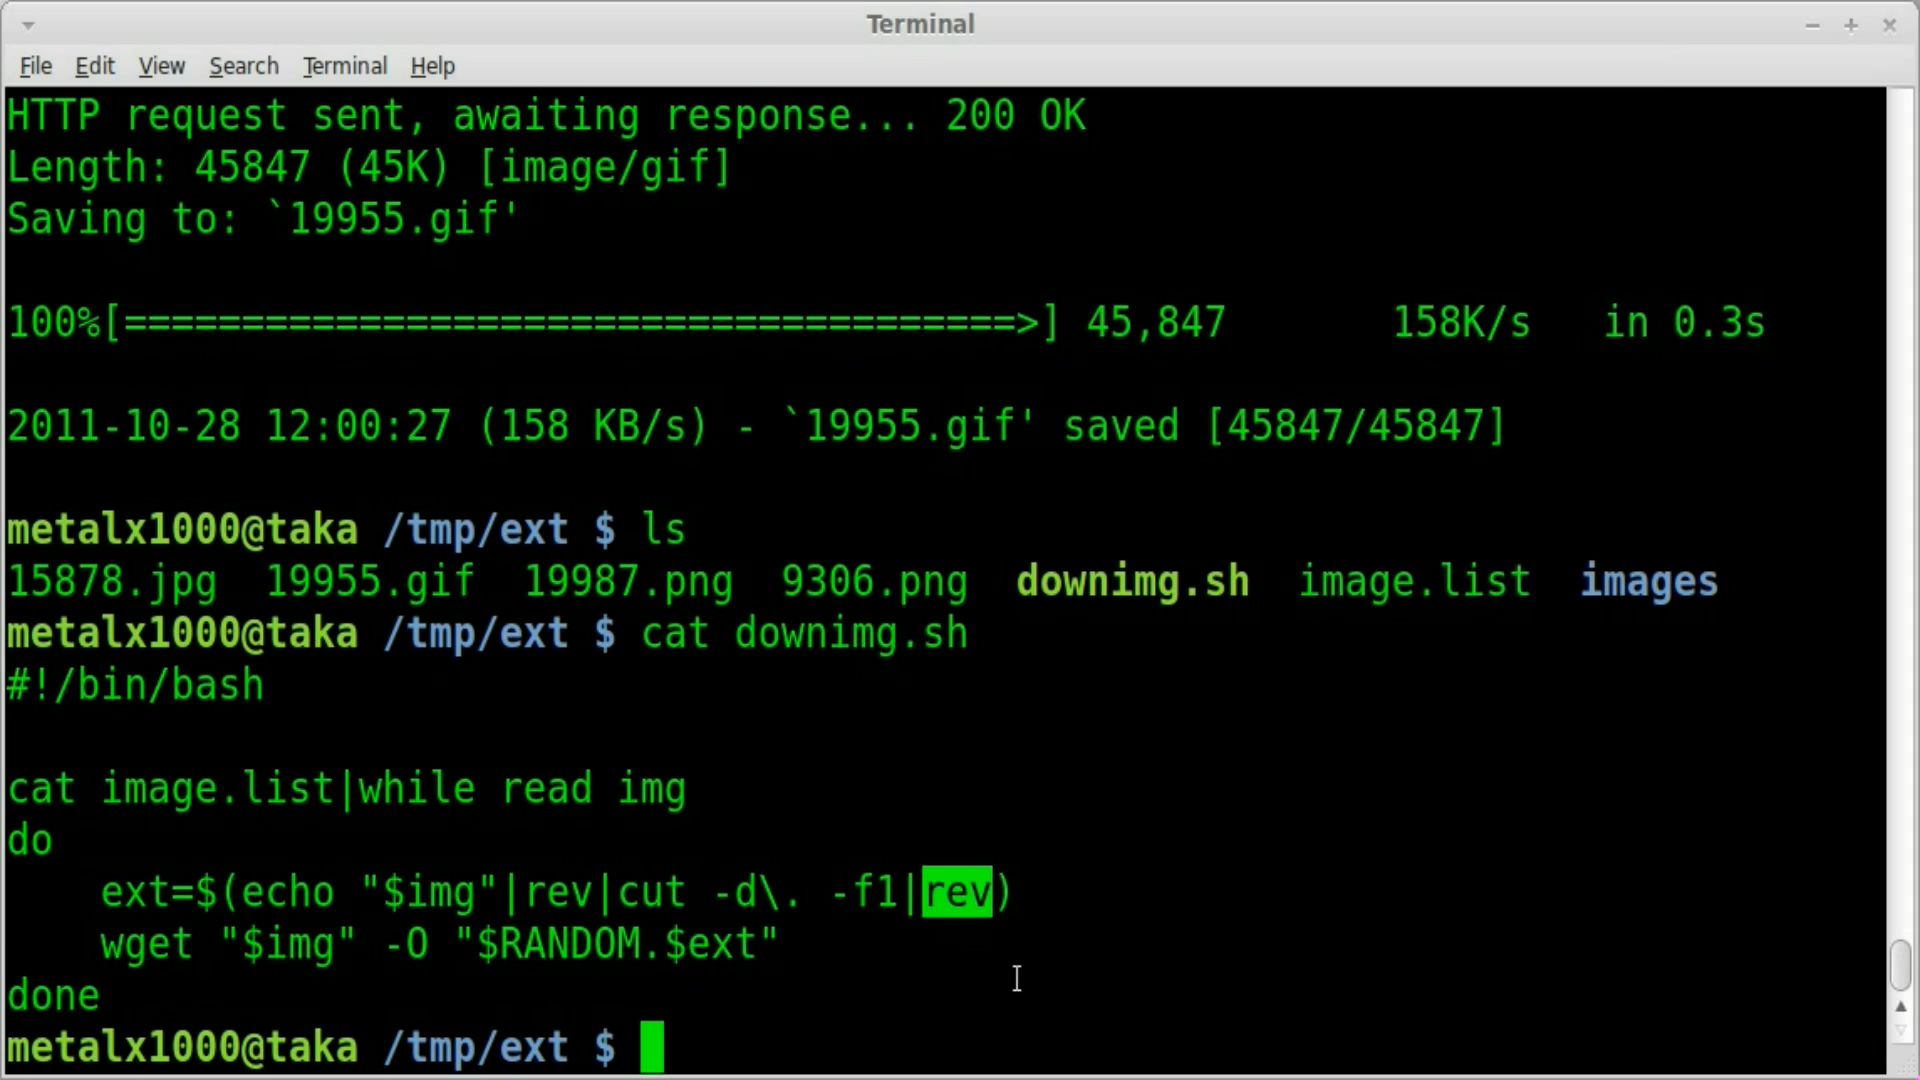 Terminal
File Edit View Search Terminal Help
HTTP request sent, awaiting response... 200 OK
Length: 45847 (45K) [image/gif]
Saving to: `19955.gif'
100%[======================================>] 45,847      158K/s   in 0.3s
2011-10-28 12:00:27 (158 KB/s) - `19955.gif' saved [45847/45847]
metalx1000@taka /tmp/ext $ ls
15878.jpg  19955.gif  19987.png  9306.png  downimg.sh  image.list  images
metalx1000@taka /tmp/ext $ cat downimg.sh
#!/bin/bash
cat image.list|while read img
do
    ext=$(echo "$img"|rev|cut -d\. -f1|rev)
    wget "$img" -O "$RANDOM.$ext"
done
metalx1000@taka /tmp/ext $